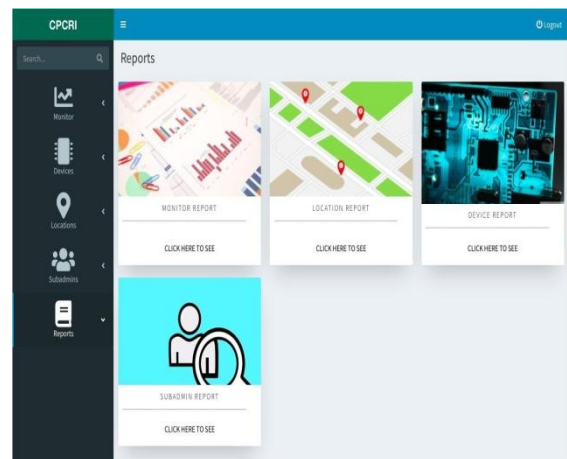 CPCRI
Logout
Search...
Reports
Monitor
Devices
Locations
Subadmins
Reports
MONITOR REPORT
CLICK HERE TO SEE
LOCATION REPORT
CLICK HERE TO SEE
DEVICE REPORT
CLICK HERE TO SEE
SUBADMIN REPORT
CLICK HERE TO SEE